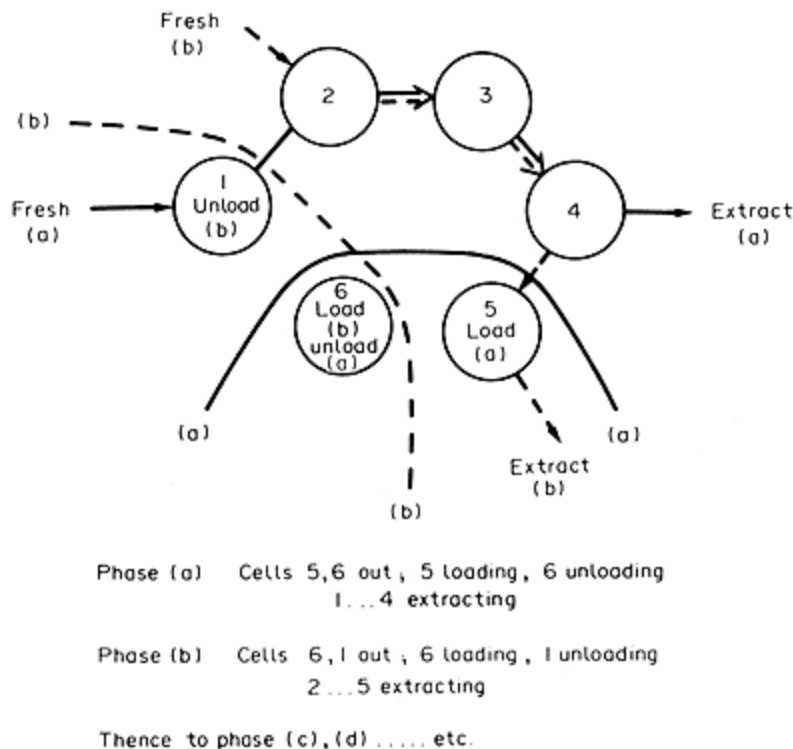 Fresh
(b)
2
3
(b)
1
Unload
(b)
Fresh
(a)
4
Extract
(a)
6
Load
(b)
unload
(a)
5
Load
(a)
(a)
(a)
Extract
(b)
(b)
Phase (a) Cells 5,6 out, 5 loading, 6 unloading
1...4 extracting
Phase (b) Cells 6,1 out, 6 loading, 1 unloading
2...5 extracting
Thence to phase (c),(d) ..... etc.